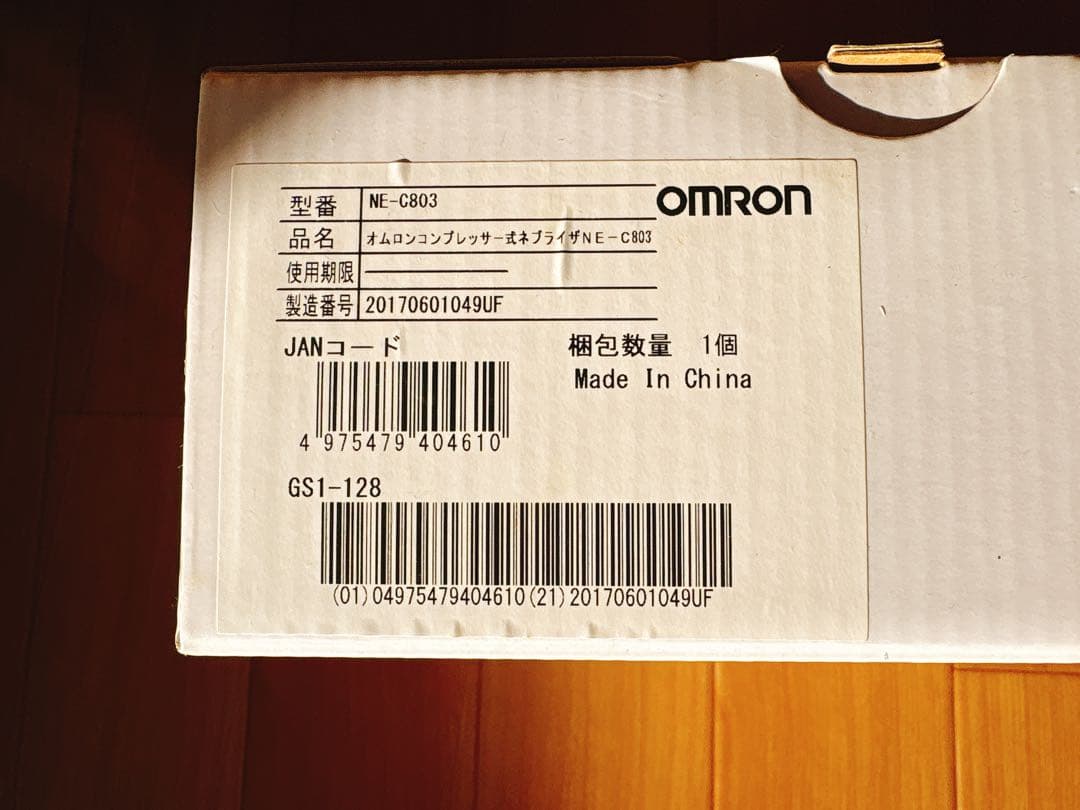 OMRON
型番 NE-C803
品名 オムロンコンプレッサー式ネブライザNE-C803
使用期限 ―――――
製造番号 20170601049UF
JANコード
梱包数量 1個
Made In China
4 975479 404610
GS1-128
(01)04975479404610(21)20170601049UF